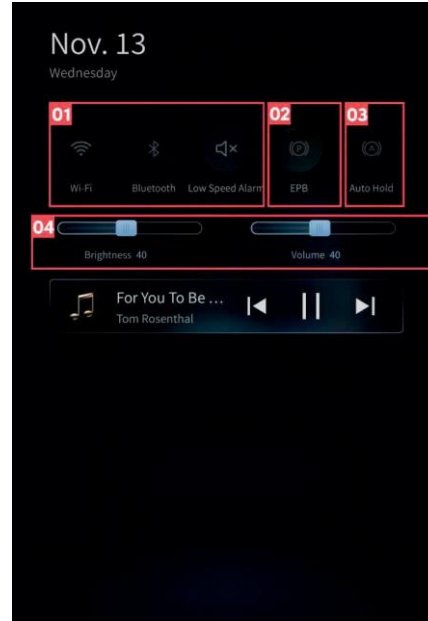 Nov. 13
Wednesday
01 02 03
Wi-Fi Bluetooth Low Speed Alarm EPB Auto Hold
04
Brightness 40 Volume 40
For You To Be ...
Tom Rosenthal